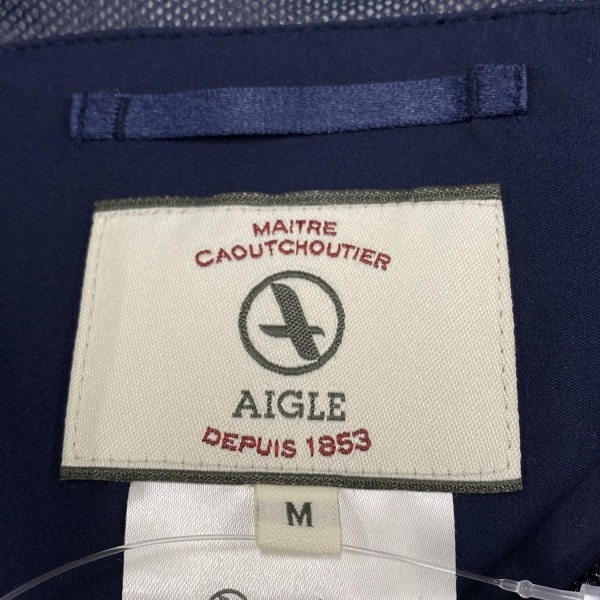 MAITRE
CAOUTCHOUTIER
AIGLE
DEPUIS 1853
M